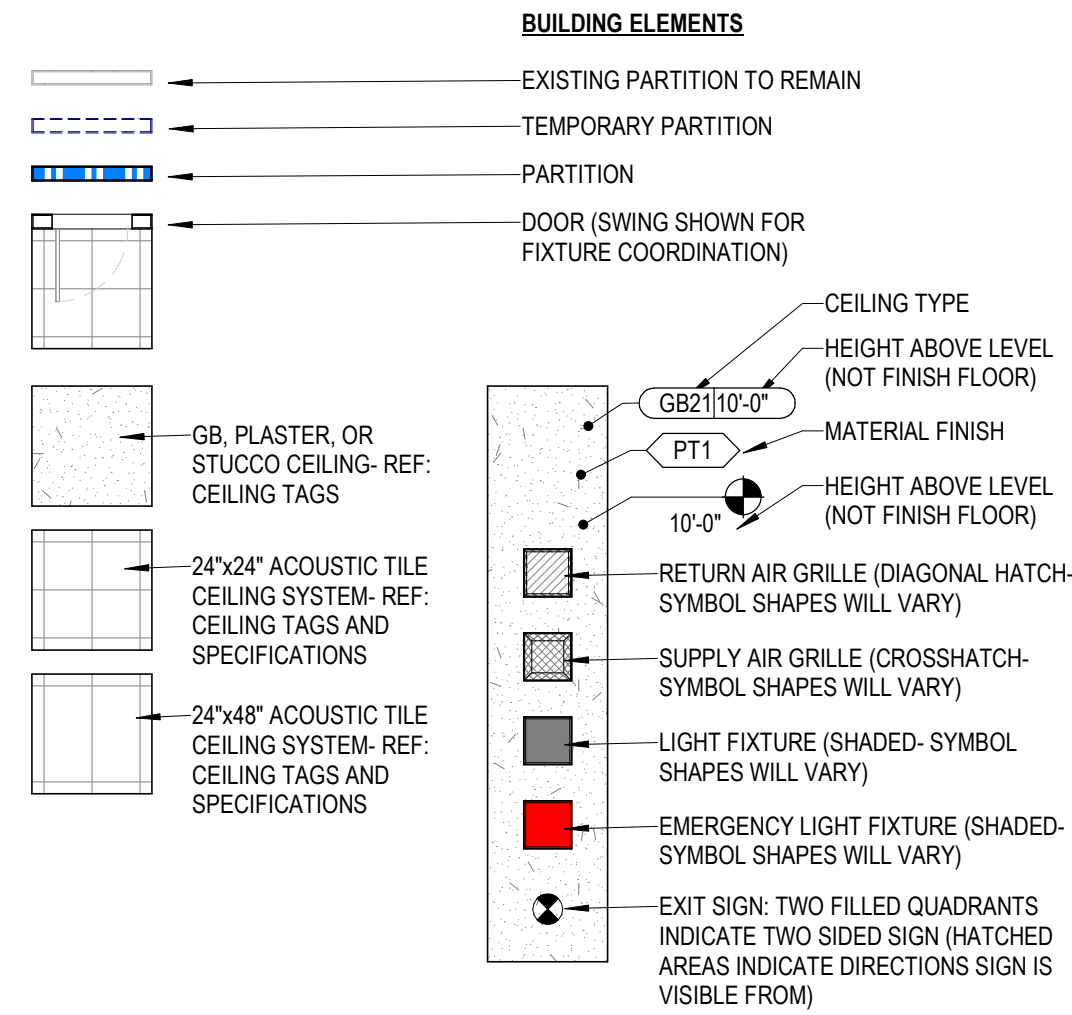 BUILDING ELEMENTS
EXISTING PARTITION TO REMAIN
TEMPORARY PARTITION
PARTITION
DOOR (SWING SHOWN FOR
FIXTURE COORDINATION)
GB, PLASTER, OR
STUCCO CEILING- REF:
CEILING TAGS
24"x24" ACOUSTIC TILE
CEILING SYSTEM- REF:
CEILING TAGS AND
SPECIFICATIONS
24"x48" ACOUSTIC TILE
CEILING SYSTEM- REF:
CEILING TAGS AND
SPECIFICATIONS
CEILING TYPE
HEIGHT ABOVE LEVEL
(NOT FINISH FLOOR)
GB21 10'-0"
MATERIAL FINISH
PT1
HEIGHT ABOVE LEVEL
(NOT FINISH FLOOR)
10'-0"
RETURN AIR GRILLE (DIAGONAL HATCH-
SYMBOL SHAPES WILL VARY)
SUPPLY AIR GRILLE (CROSSHATCH-
SYMBOL SHAPES WILL VARY)
LIGHT FIXTURE (SHADED- SYMBOL
SHAPES WILL VARY)
EMERGENCY LIGHT FIXTURE (SHADED-
SYMBOL SHAPES WILL VARY)
EXIT SIGN: TWO FILLED QUADRANTS
INDICATE TWO SIDED SIGN (HATCHED
AREAS INDICATE DIRECTIONS SIGN IS
VISIBLE FROM)